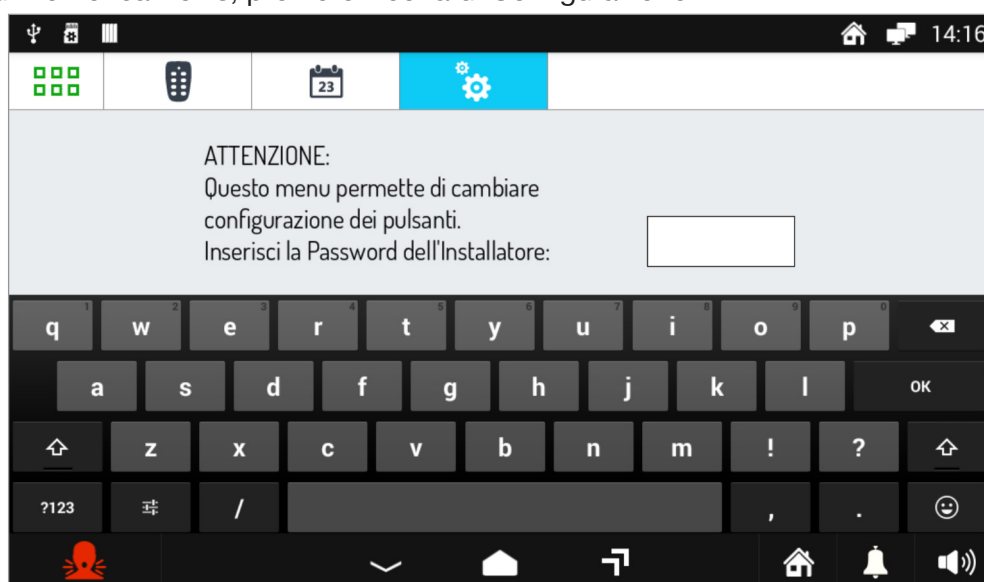 14:16
23
ATTENZIONE:
Questo menu permette di cambiare
configurazione dei pulsanti.
Inserisci la Password dell'Installatore:
q 1 w 2 e 3 r 4 t 5 y 6 u 7 i 8 o 9 p 0
a s d f g h j k l OK
z x c v b n m ! ?
?123 / , .